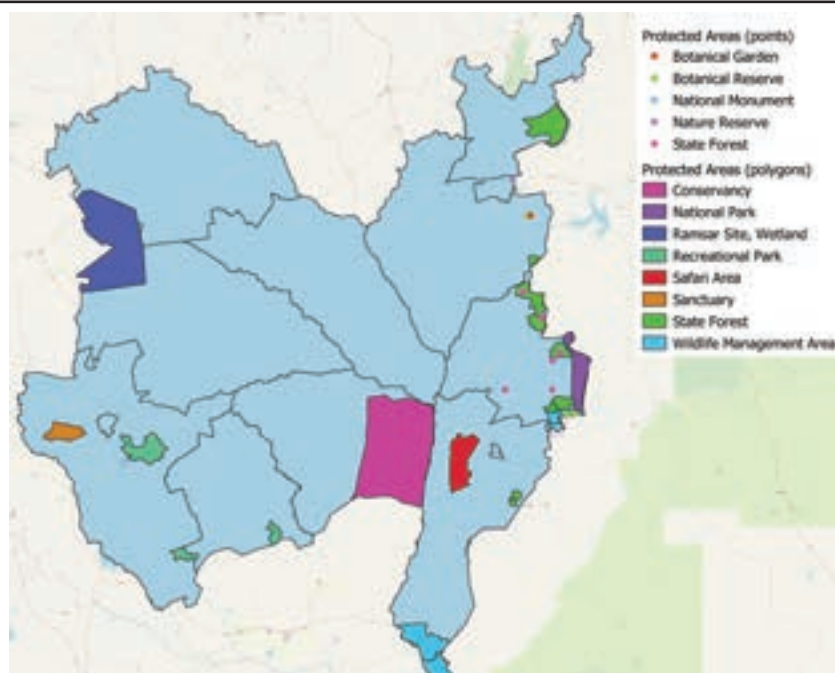 Protected Areas (points)
Botanical Garden
Botanical Reserve
National Monument
Nature Reserve
State Forest
Protected Areas (polygons)
Conservancy
National Park
Ramsar Site, Wetland
Recreational Park
Safari Area
Sanctuary
State Forest
Wildlife Management Area